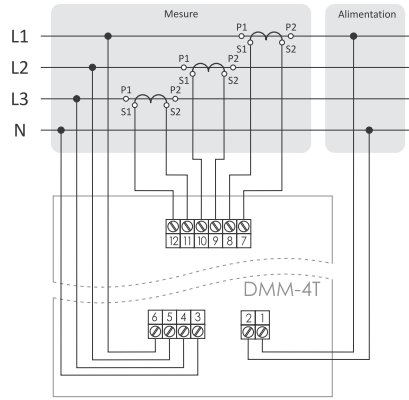 Mesure
Alimentation
L1
P1 P2
S1 S2
L2
P1 P2
S1 S2
L3
P1 P2
S1 S2
N
12 11 10 9 8 7
DMM-4T
6 5 4 3
2 1